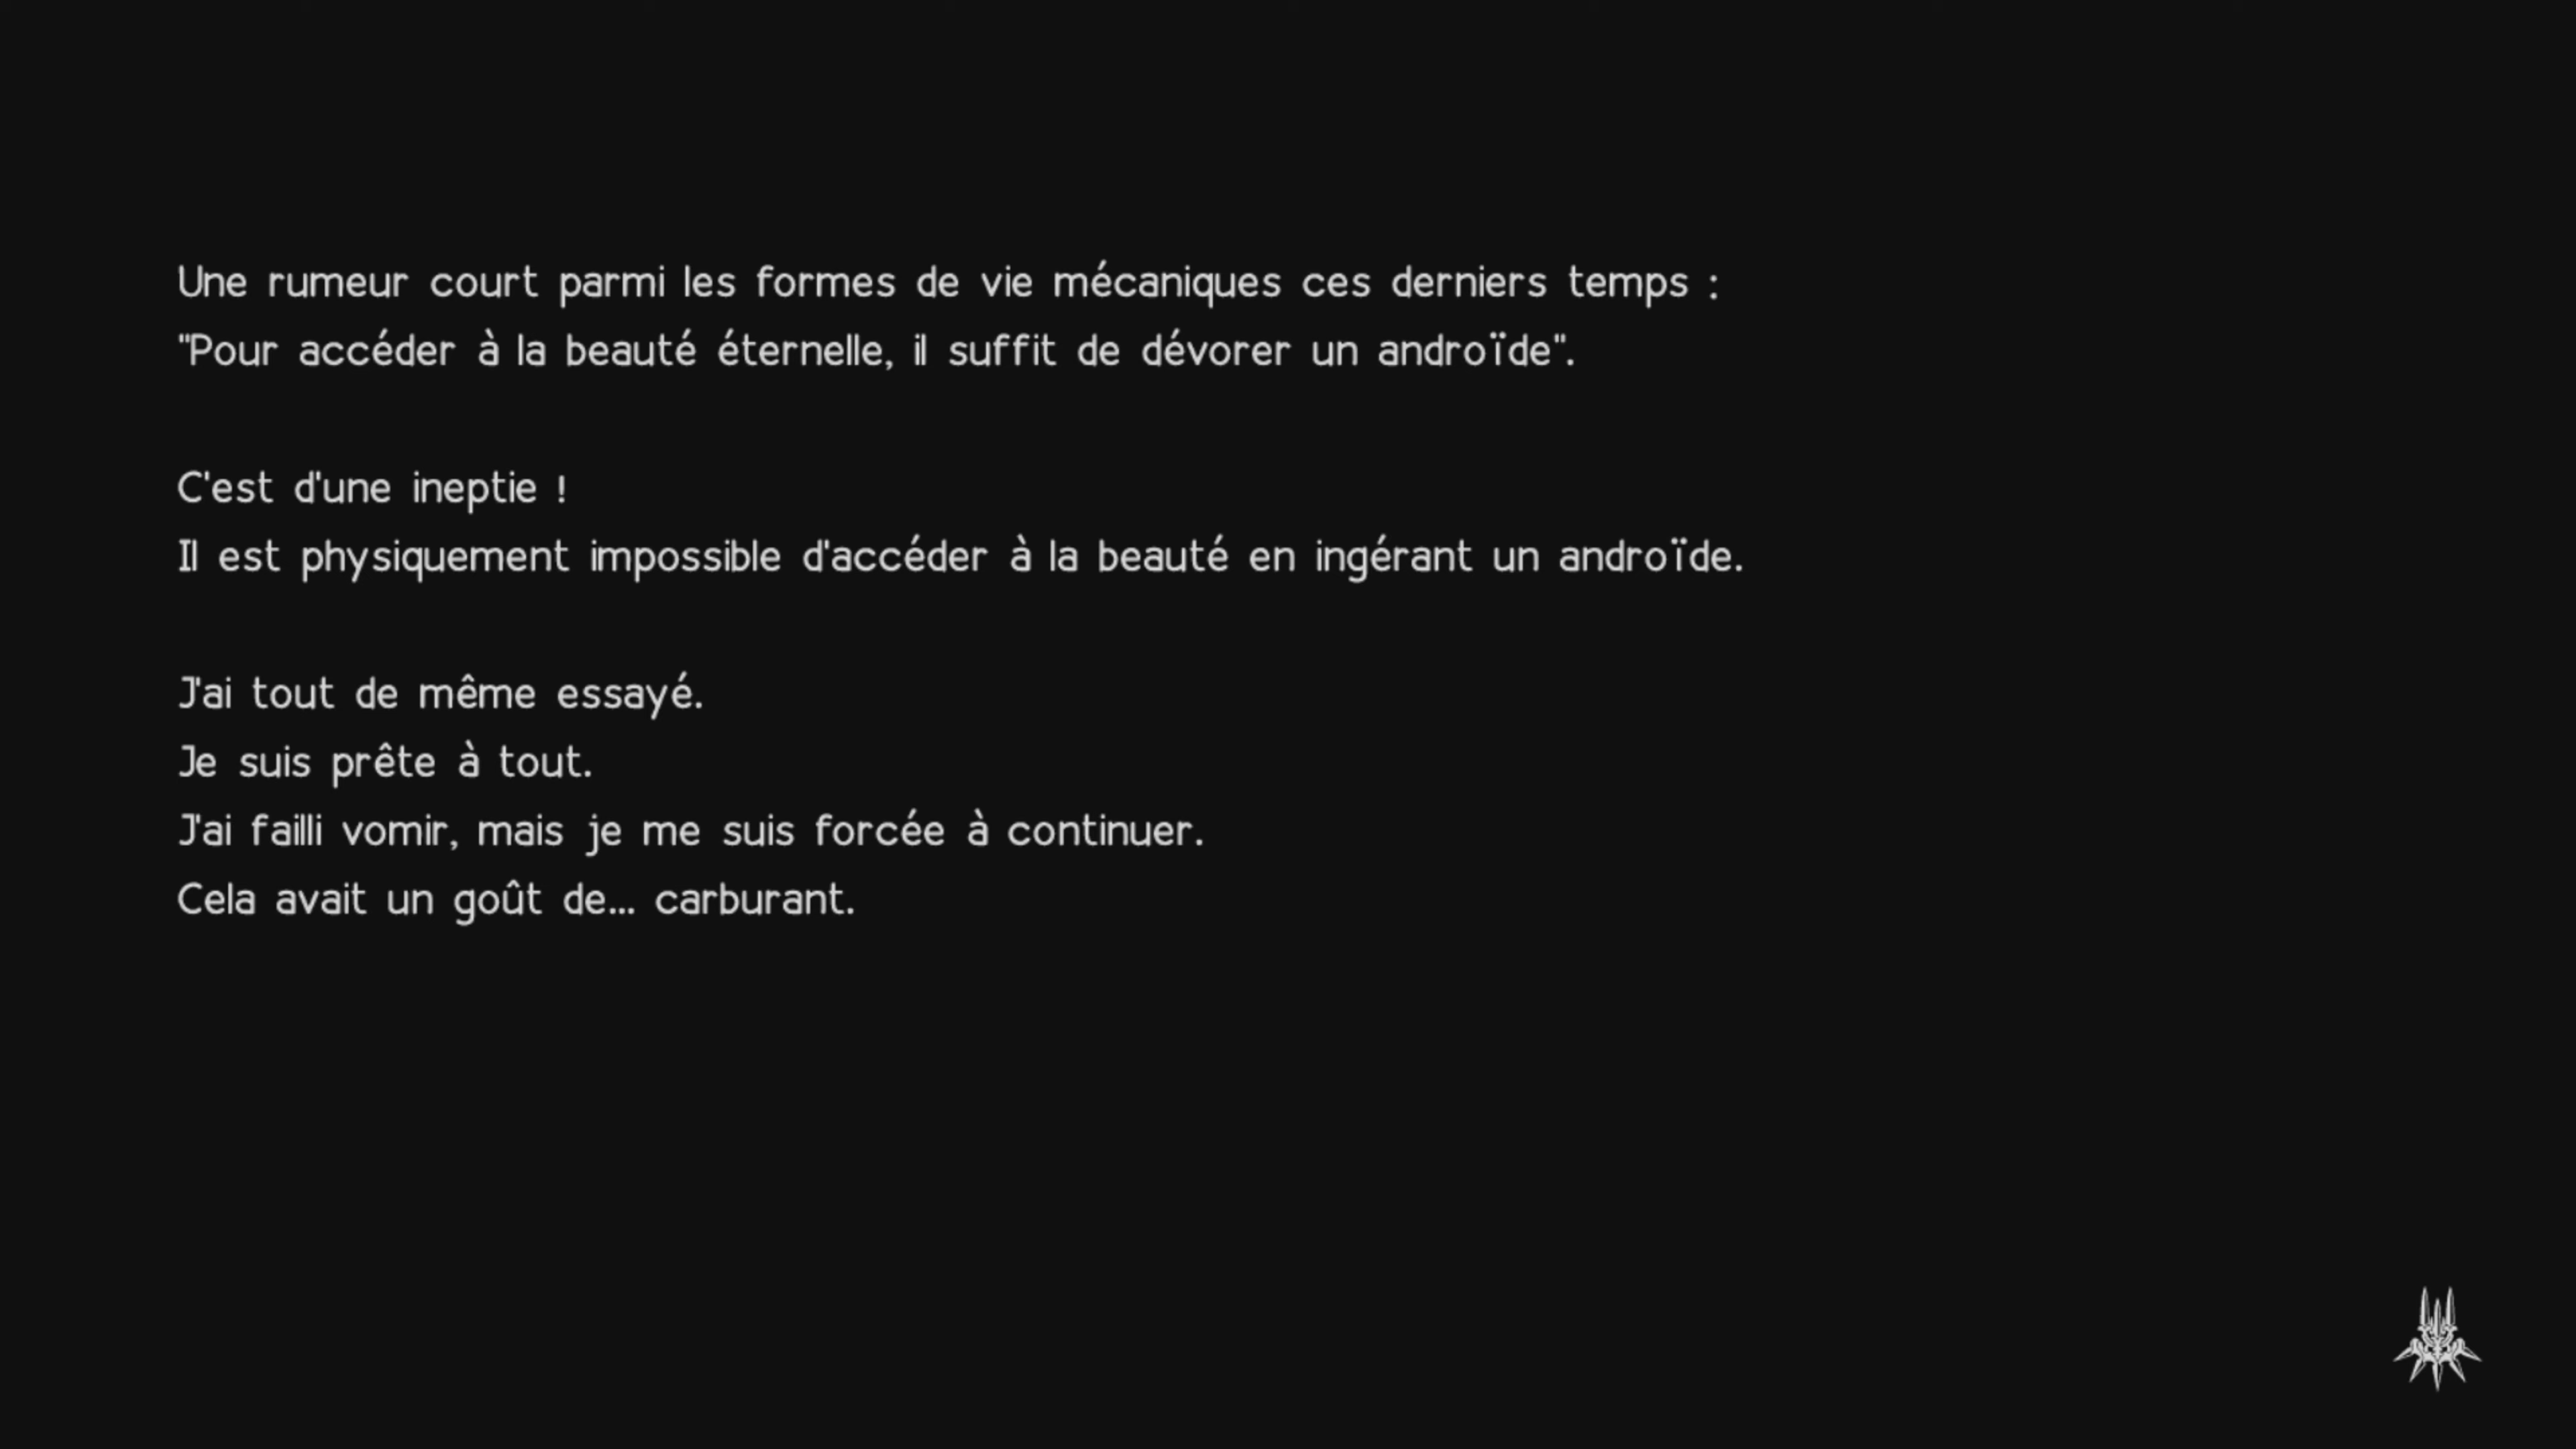 Une rumeur court parmi les formes de vie mécaniques ces derniers temps :
"Pour accéder à la beauté éternelle, il suffit de dévorer un androïde".
C'est d'une ineptie !
Il est physiquement impossible d'accéder à la beauté en ingérant un androïde.
J'ai tout de même essayé.
Je suis prête à tout.
J'ai failli vomir, mais je me suis forcée à continuer.
Cela avait un goût de... carburant.